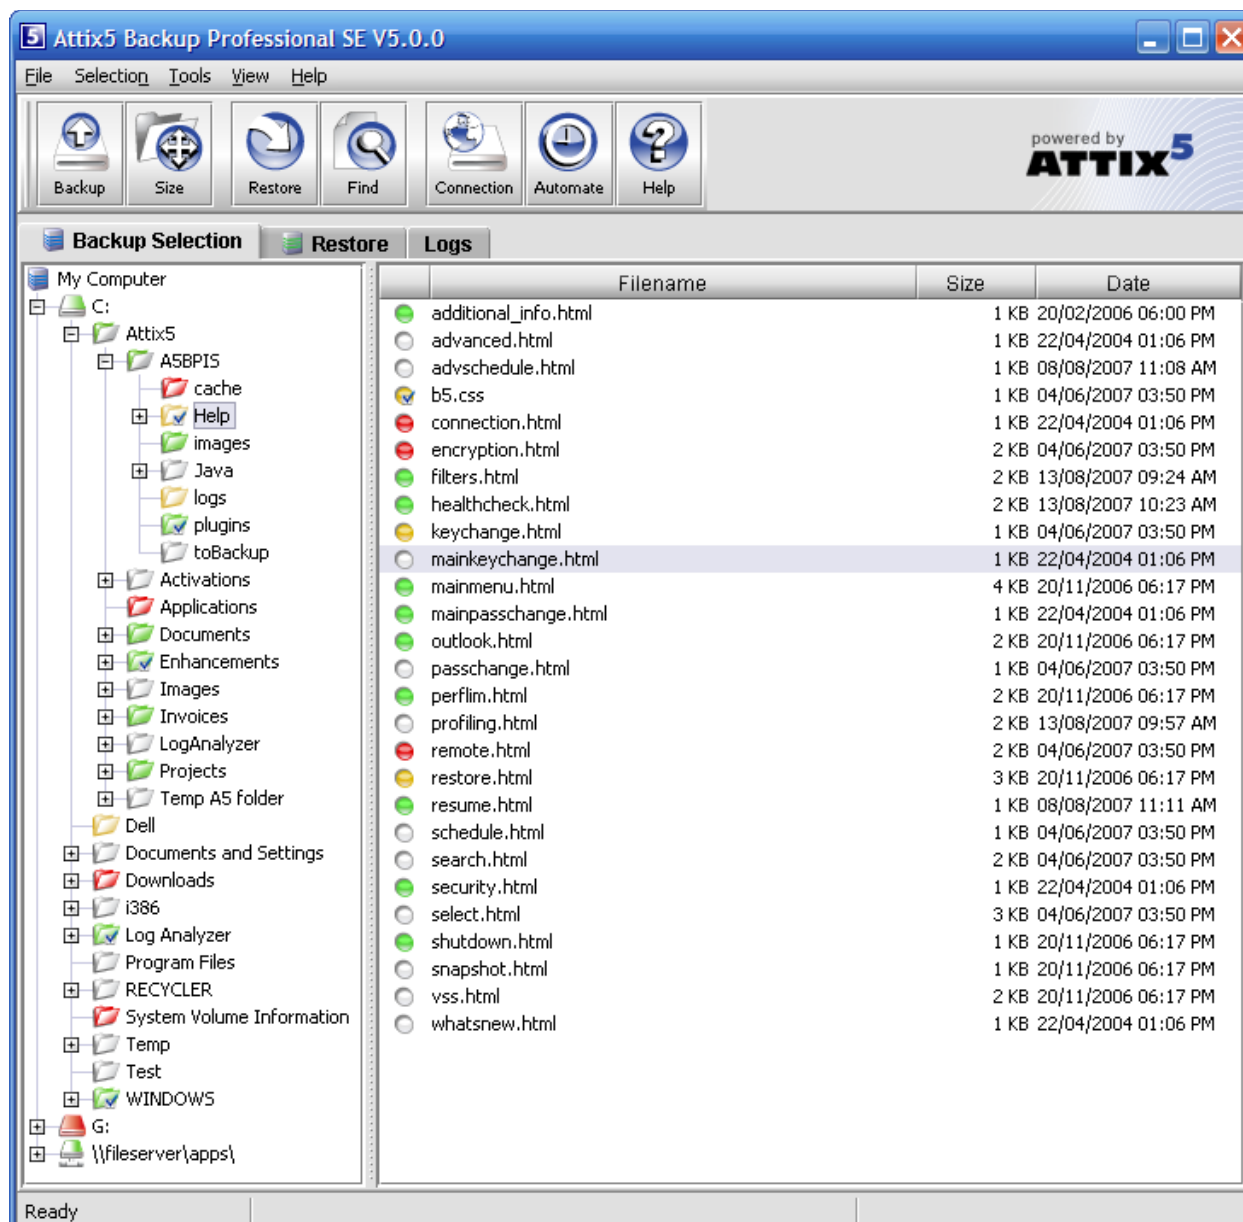 5 Attix5 Backup Professional SE V5.0.0
File Selection Tools View Help
Backup Size Restore Find Connection Automate Help
powered by
ATTIX5
Backup Selection Restore Logs
My Computer
C:
Attix5
A5BPIS
cache
Help
images
Java
logs
plugins
toBackup
Activations
Applications
Documents
Enhancements
Images
Invoices
LogAnalyzer
Projects
Temp A5 folder
Dell
Documents and Settings
Downloads
i386
Log Analyzer
Program Files
RECYCLER
System Volume Information
Temp
Test
WINDOWS
G:
\\fileserver\apps\
Filename Size Date
additional_info.html 1 KB 20/02/2006 06:00 PM
advanced.html 1 KB 22/04/2004 01:06 PM
advschedule.html 1 KB 08/08/2007 11:08 AM
b5.css 1 KB 04/06/2007 03:50 PM
connection.html 1 KB 22/04/2004 01:06 PM
encryption.html 2 KB 04/06/2007 03:50 PM
filters.html 2 KB 13/08/2007 09:24 AM
healthcheck.html 2 KB 13/08/2007 10:23 AM
keychange.html 1 KB 04/06/2007 03:50 PM
mainkeychange.html 1 KB 22/04/2004 01:06 PM
mainmenu.html 4 KB 20/11/2006 06:17 PM
mainpasschange.html 1 KB 22/04/2004 01:06 PM
outlook.html 2 KB 20/11/2006 06:17 PM
passchange.html 1 KB 04/06/2007 03:50 PM
perflim.html 2 KB 20/11/2006 06:17 PM
profiling.html 2 KB 13/08/2007 09:57 AM
remote.html 2 KB 04/06/2007 03:50 PM
restore.html 3 KB 20/11/2006 06:17 PM
resume.html 1 KB 08/08/2007 11:11 AM
schedule.html 1 KB 04/06/2007 03:50 PM
search.html 2 KB 04/06/2007 03:50 PM
security.html 1 KB 22/04/2004 01:06 PM
select.html 3 KB 04/06/2007 03:50 PM
shutdown.html 1 KB 20/11/2006 06:17 PM
snapshot.html 1 KB 20/11/2006 06:17 PM
vss.html 2 KB 20/11/2006 06:17 PM
whatsnew.html 1 KB 22/04/2004 01:06 PM
Ready